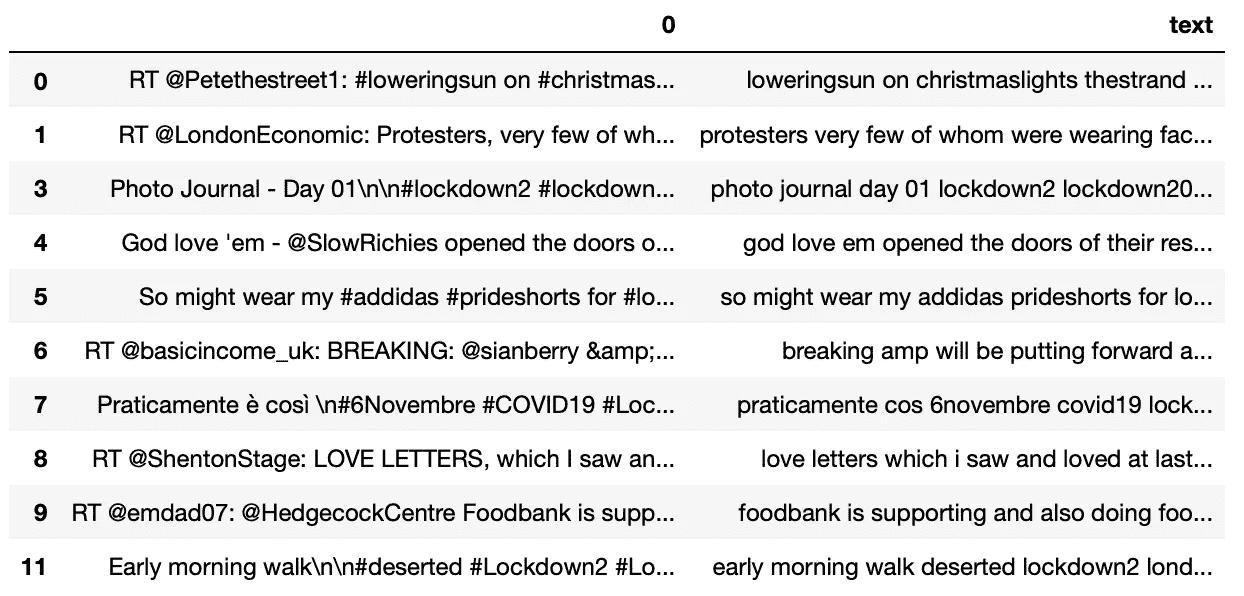 0 text
0 RT @Petethestreet1: #loweringsun on #christmas... loweringsun on christmaslights thestrand ...
1 RT @LondonEconomic: Protesters, very few of wh... protesters very few of whom were wearing fac...
3 Photo Journal - Day 01\n\n#lockdown2 #lockdown... photo journal day 01 lockdown2 lockdown20...
4 God love 'em - @SlowRichies opened the doors o... god love em opened the doors of their res...
5 So might wear my #addidas #prideshorts for #lo... so might wear my addidas prideshorts for lo...
6 RT @basicincome_uk: BREAKING: @sianberry &amp;... breaking amp will be putting forward a...
7 Praticamente è così \n#6Novembre #COVID19 #Loc... praticamente cos 6novembre covid19 lock...
8 RT @ShentonStage: LOVE LETTERS, which I saw an... love letters which i saw and loved at last...
9 RT @emdad07: @HedgecockCentre Foodbank is supp... foodbank is supporting and also doing foo...
11 Early morning walk\n\n#deserted #Lockdown2 #Lo... early morning walk deserted lockdown2 lond...